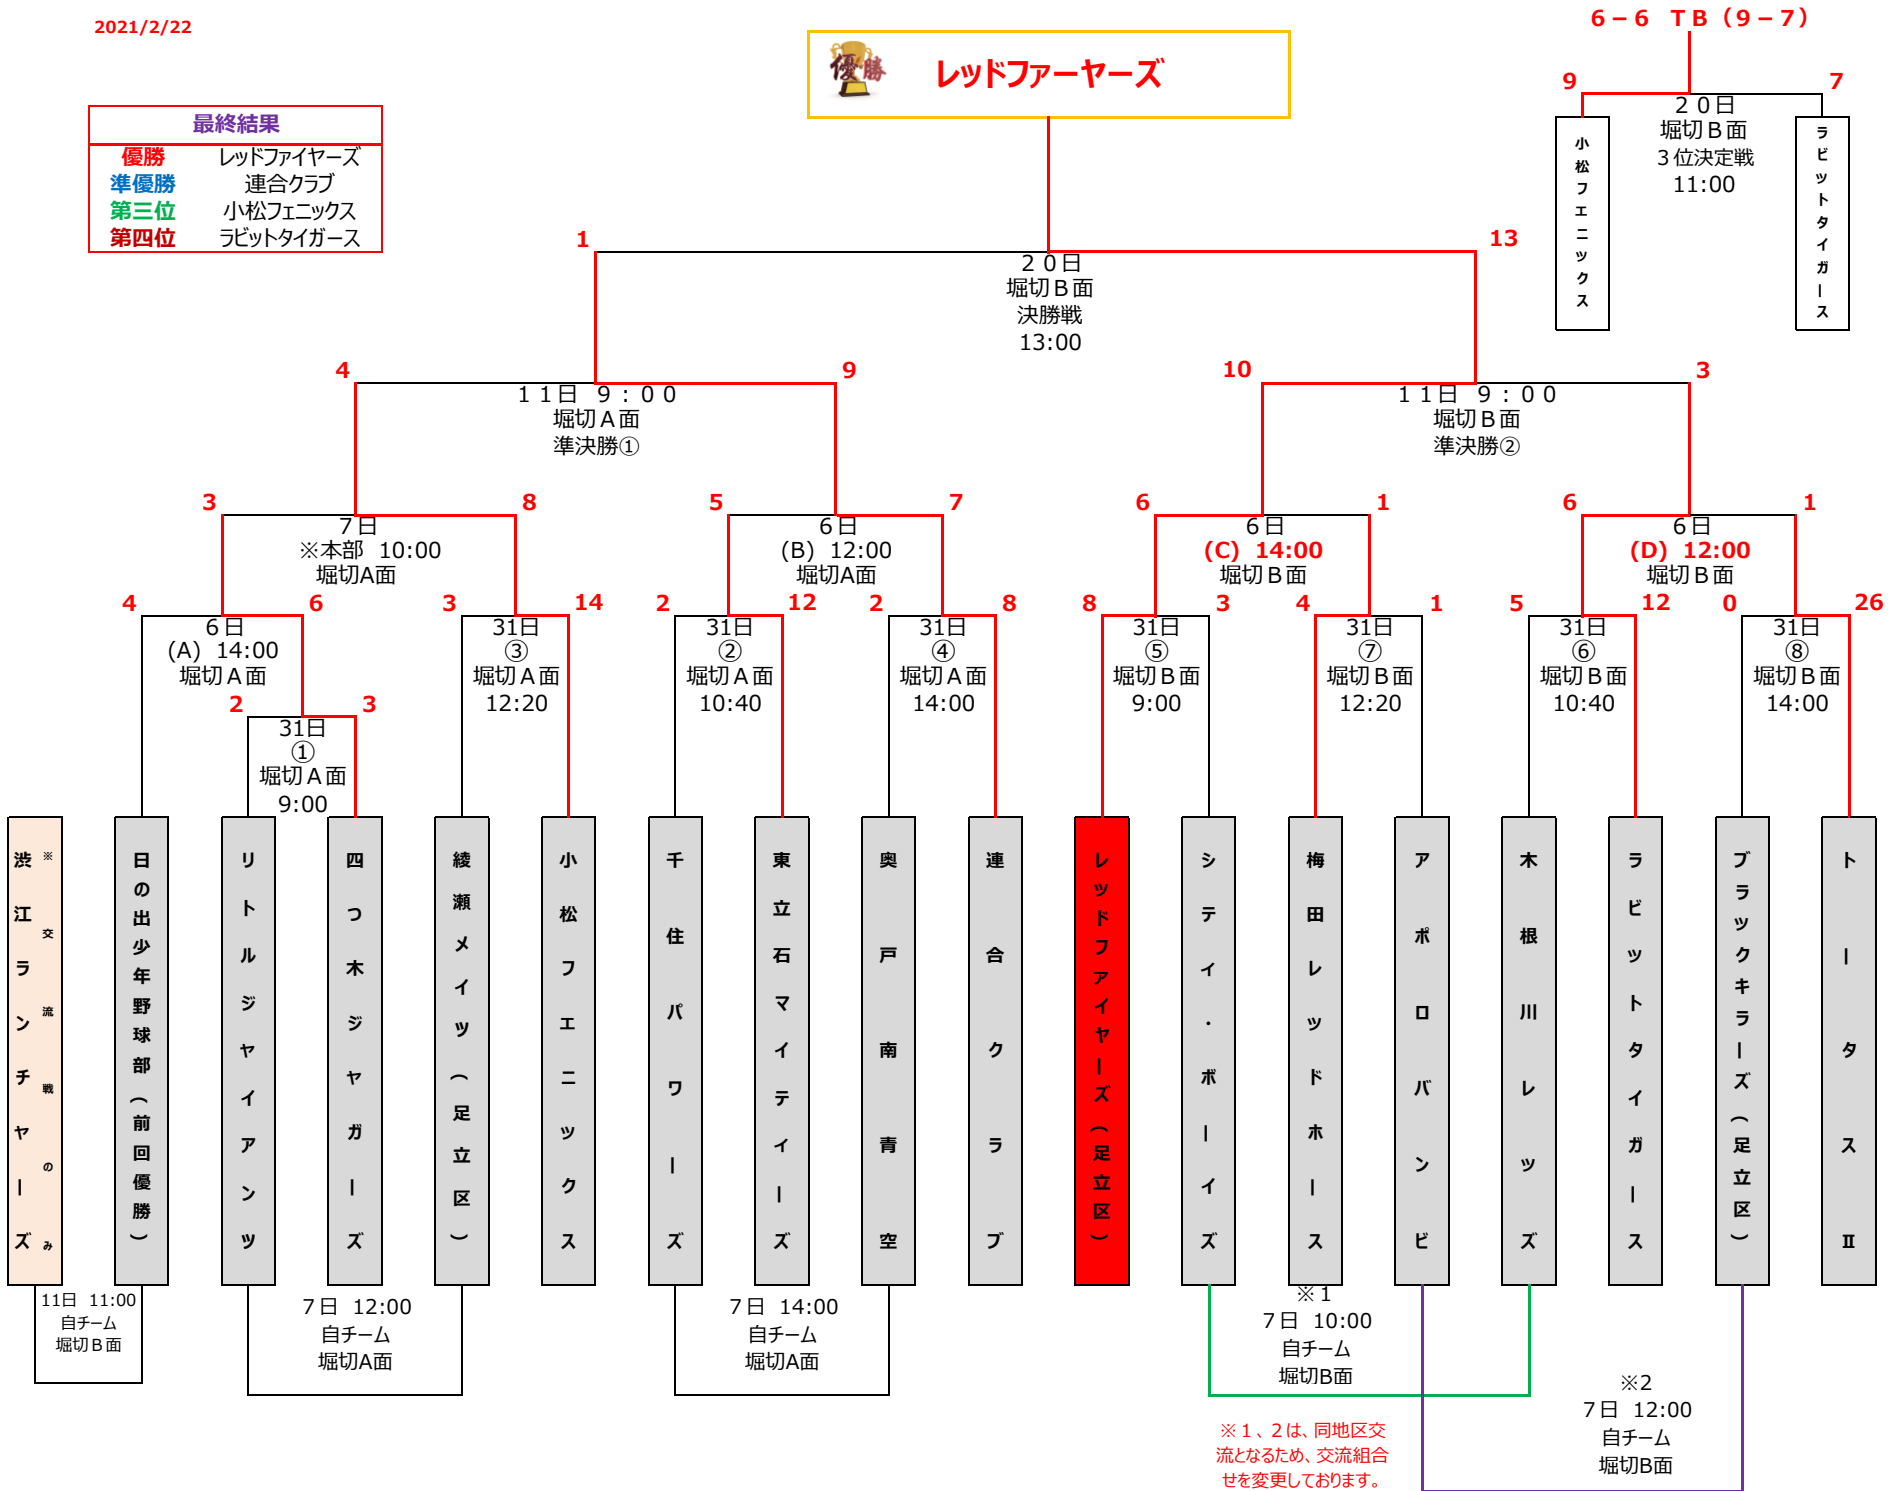 2021/2/22
6－6 ＴＢ（9－7）
優勝
レッドファーヤーズ
最終結果
優勝 レッドファイヤーズ
準優勝 連合クラブ
第三位 小松フェニックス
第四位 ラビットタイガース
9
7
２０日
堀切Ｂ面
３位決定戦
11:00
小松フエニックス
ラビットタイガース
1
13
２０日
堀切Ｂ面
決勝戦
13:00
4
9
１１日 ９：００
堀切Ａ面
準決勝①
10
3
１１日 ９：００
堀切Ｂ面
準決勝②
3
8
７日
※本部 10:00
堀切A面
5
7
６日
(B) 12:00
堀切A面
6
1
６日
(C) 14:00
堀切Ｂ面
6
1
６日
(D) 12:00
堀切Ｂ面
4
6
６日
(A) 14:00
堀切Ａ面
3
14
31日
③
堀切Ａ面
12:20
2
12
31日
②
堀切Ａ面
10:40
2
8
31日
④
堀切Ａ面
14:00
8
3
31日
⑤
堀切Ｂ面
9:00
4
1
31日
⑦
堀切Ｂ面
12:20
5
12
31日
⑥
堀切Ｂ面
10:40
0
26
31日
⑧
堀切Ｂ面
14:00
2
3
31日
①
堀切Ａ面
9:00
渋江ランチヤーズ
※交流戦のみ
日の出少年野球部(前回優勝)
リトルジヤイアンツ
四つ木ジヤガーズ
綾瀬メイツ(足立区)
小松フエニックス
千住パワーズ
東立石マイティーズ
奥戸南青空
連合クラブ
レッドファイヤーズ(足立区)
シティ・ボーイズ
梅田レッドホース
アポロバンビ
木根川レッズ
ラビットタイガース
ブラックキラーズ(足立区)
トータスⅡ
11日 11:00
自チーム
堀切Ｂ面
７日 12:00
自チーム
堀切A面
７日 14:00
自チーム
堀切A面
※１
７日 10:00
自チーム
堀切B面
※2
７日 12:00
自チーム
堀切B面
※１、２は、同地区交
流となるため、交流組合
せを変更しております。